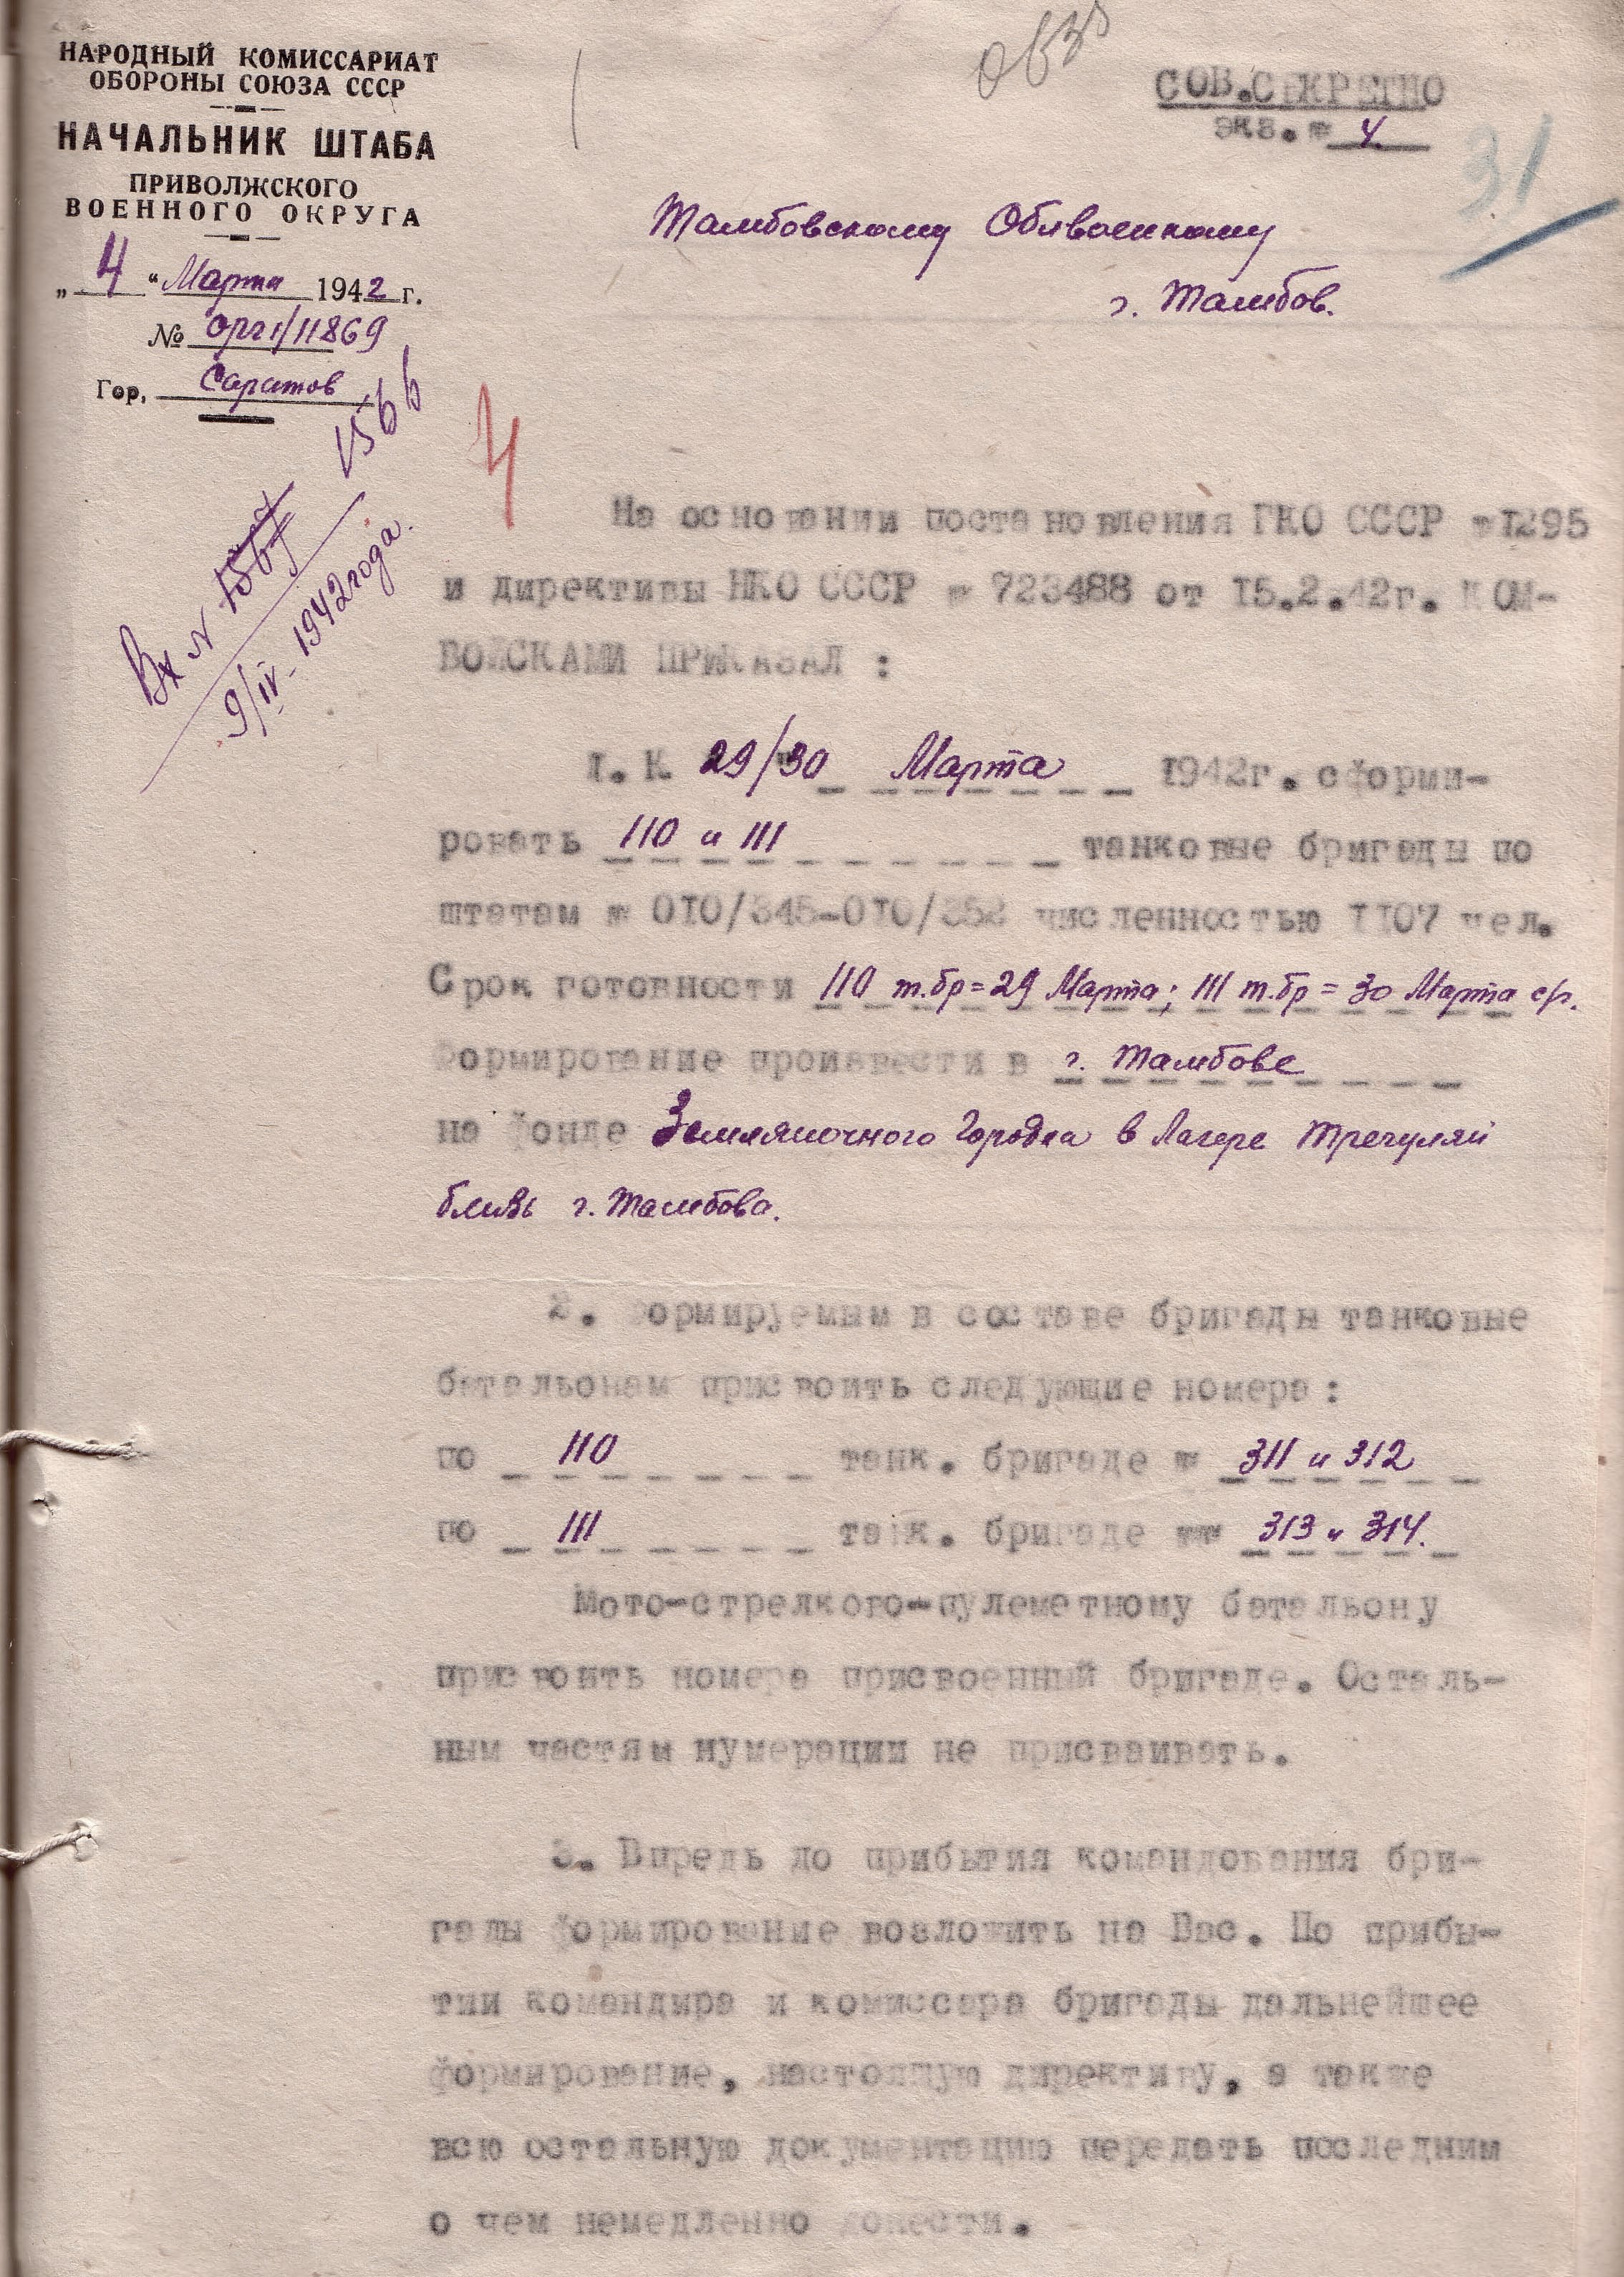 НАРОДНЫЙ КОМИССАРИАТ
ОБОРОНЫ СОЮЗА СССР
НАЧАЛЬНИК ШТАБА
ПРИВОЛЖСКОГО
ВОЕННОГО ОКРУГА
„4“ Марта 1942 г.
№ орг1/11869
Гор, Саратов
СОВ.СЕКРЕТНО
экз. № 4.
31
Тамбовскому Облвоенкому
г. Тамбов.
4
1566
Вх N
9/IV-1942 года.
На основании постановления ГКО СССР №1295
и директивы НКО СССР № 723488 от 15.2.42г. КОМ-
ВОЙСКАМИ ПРИКАЗАЛ :
I. К 29/30 Марта 1942г. сформи-
ровать 110 и 111 танковые бригады по
штатам № 010/345-010/352 численностью 1107 чел.
Срок готовности 110 т.бр = 29 Марта; 111 т.бр = 30 Марта с/г.
Формирование произвести в г. Тамбове
на фонде Земляночного Городка в Лагере Трегуляй
близь г. Тамбова.
2. Формируемым в составе бригады танковые
батальонам присвоить следующие номера:
по 110 танк. бригаде № 311 и 312
по 111 танк. бригаде №№ 313 и 314.
Мото-стрелкого-пулеметному батальону
присвоить номера присвоенный бригаде. Осталь-
ным частям нумерации не присваивать.
3. Впредь до прибытия командования бри-
гады формирование возложить на Вас. По прибы-
тии командира и комиссара бригады дальнейшее
формирование, настоящую директиву, а также
всю остальную документацию передать последним
о чем немедленно донести.